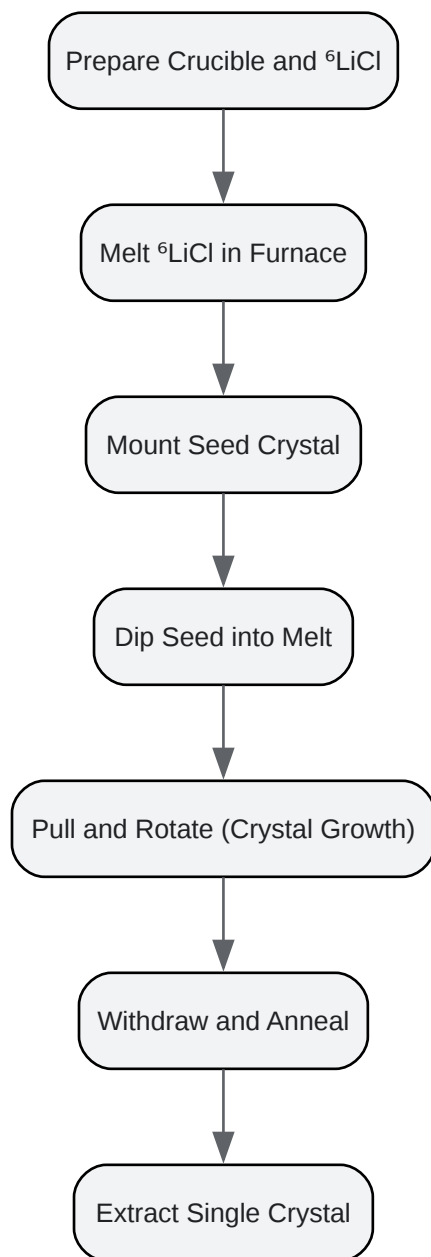 Prepare Crucible and ⁶LiCl
Melt ⁶LiCl in Furnace
Mount Seed Crystal
Dip Seed into Melt
Pull and Rotate (Crystal Growth)
Withdraw and Anneal
Extract Single Crystal